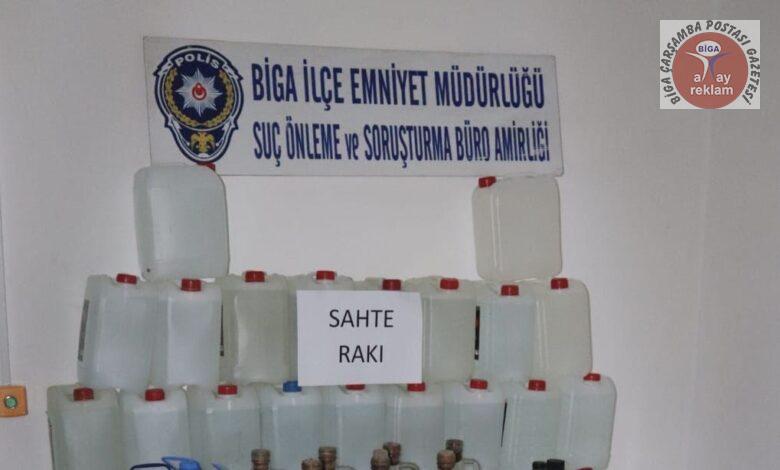 POLİS
BİGA İLÇE EMNİYET MÜDÜRLÜĞÜ
SUÇ ÖNLEME ve SORUŞTURMA BÜRO AMİRLİĞİ
SAHTE
RAKI
BİGA ÇARŞAMBA POSTASI GAZETESİ
BİGA
alay
reklam